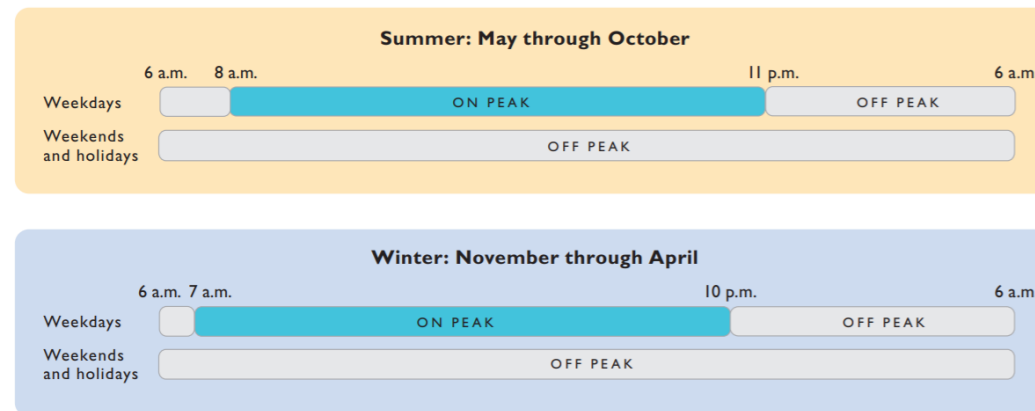 Summer: May through October
6 a.m. 8 a.m. 11 p.m. 6 a.m
Weekdays ON PEAK OFF PEAK
Weekends
and holidays
OFF PEAK
Winter: November through April
6 a.m. 7 a.m. 10 p.m. 6 a.m
Weekdays ON PEAK OFF PEAK
Weekends
and holidays
OFF PEAK